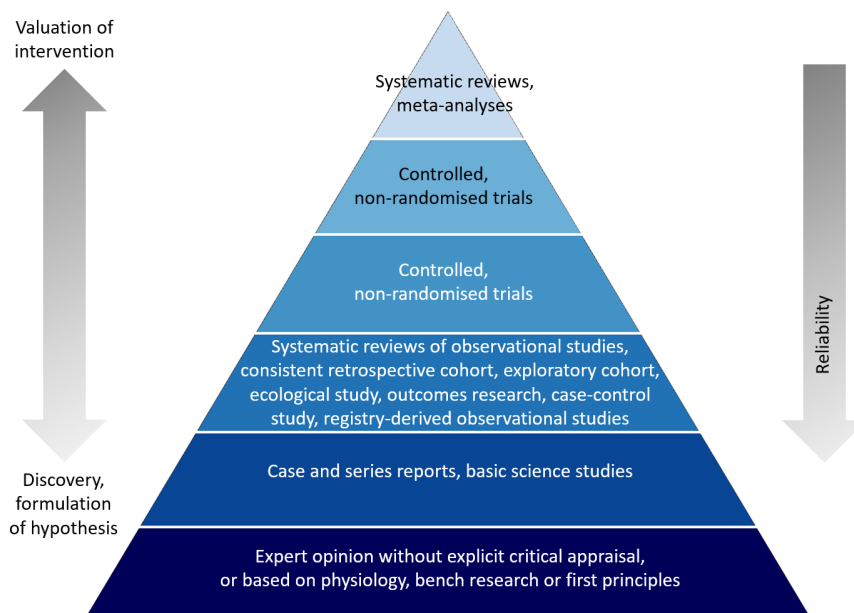 Valuation of
intervention
Systematic reviews,
meta-analyses
Controlled,
non-randomised trials
Controlled,
non-randomised trials
Systematic reviews of observational studies,
consistent retrospective cohort, exploratory cohort,
ecological study, outcomes research, case-control
study, registry-derived observational studies
Reliability
Discovery,
formulation
of hypothesis
Case and series reports, basic science studies
Expert opinion without explicit critical appraisal,
or based on physiology, bench research or first principles